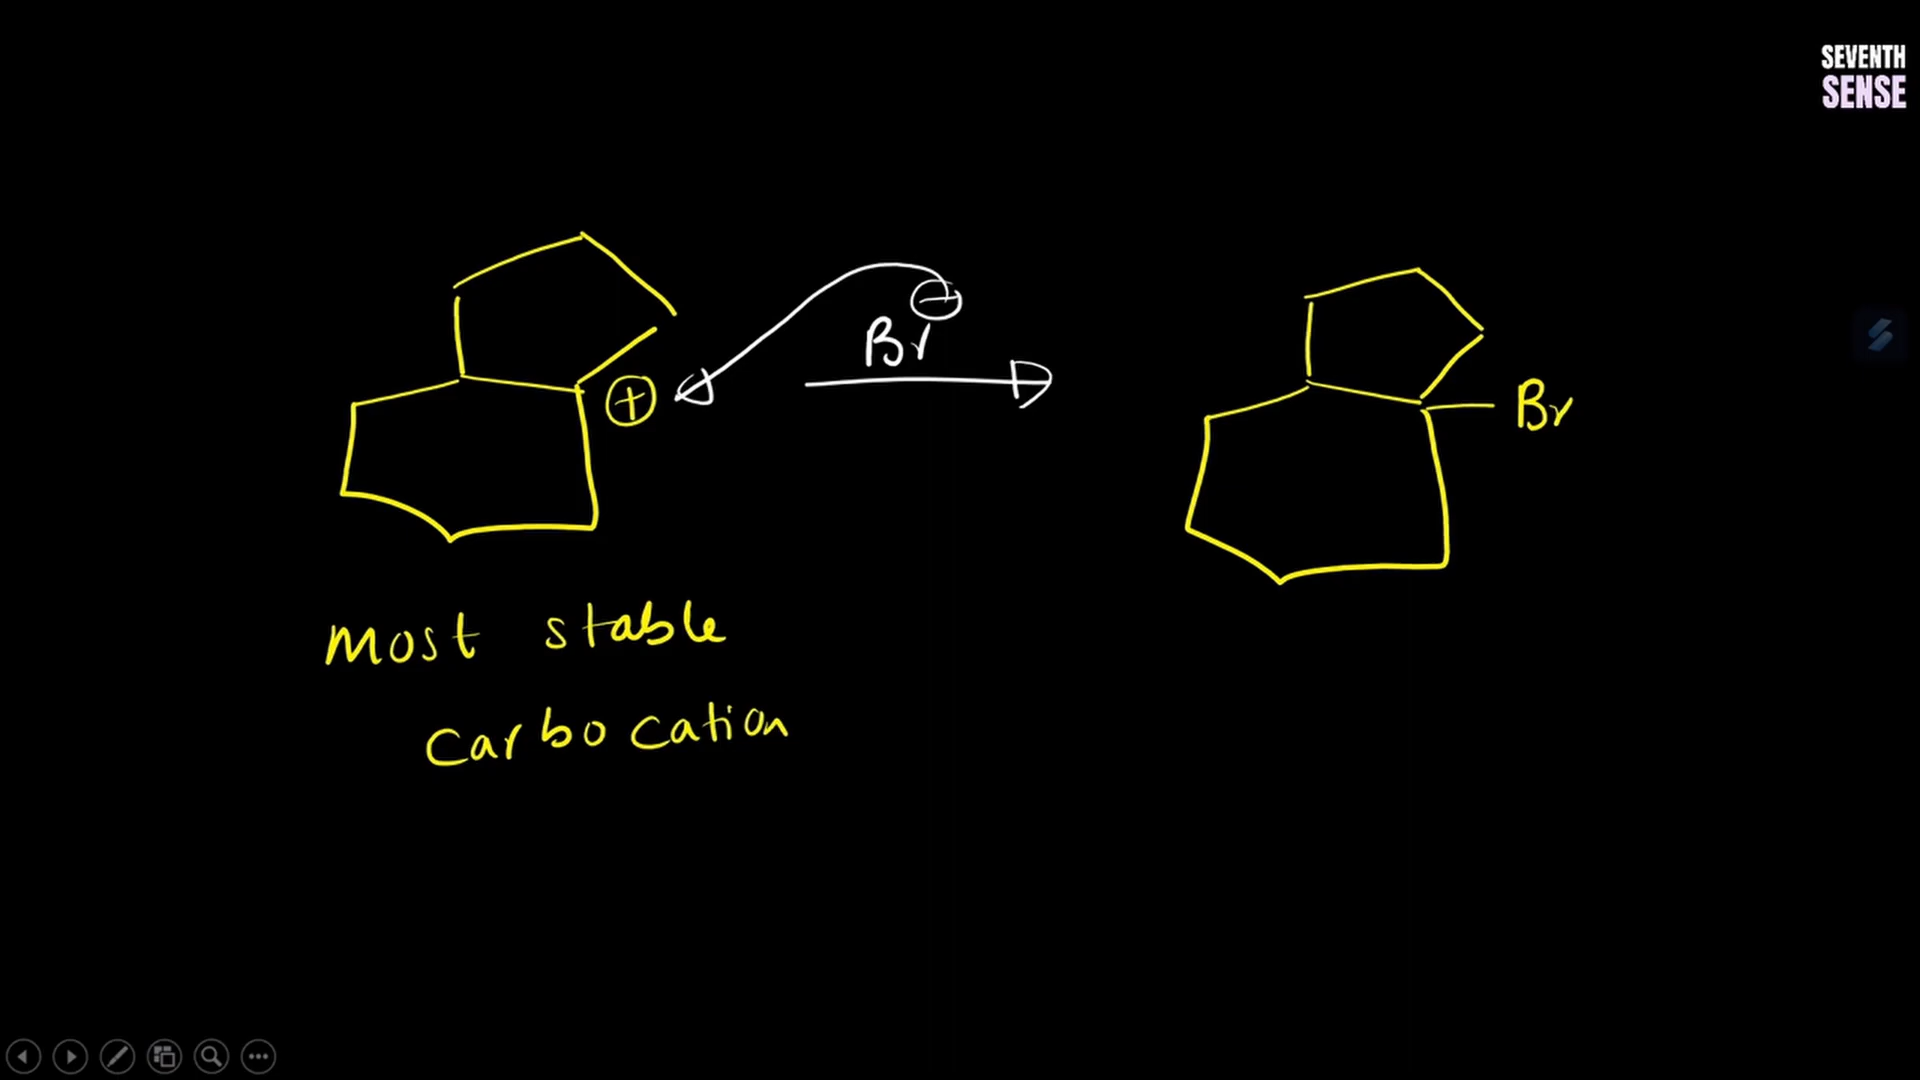 SEVENTH
SENSE
⊕
Br⊖
Br
Most stable
carbocation